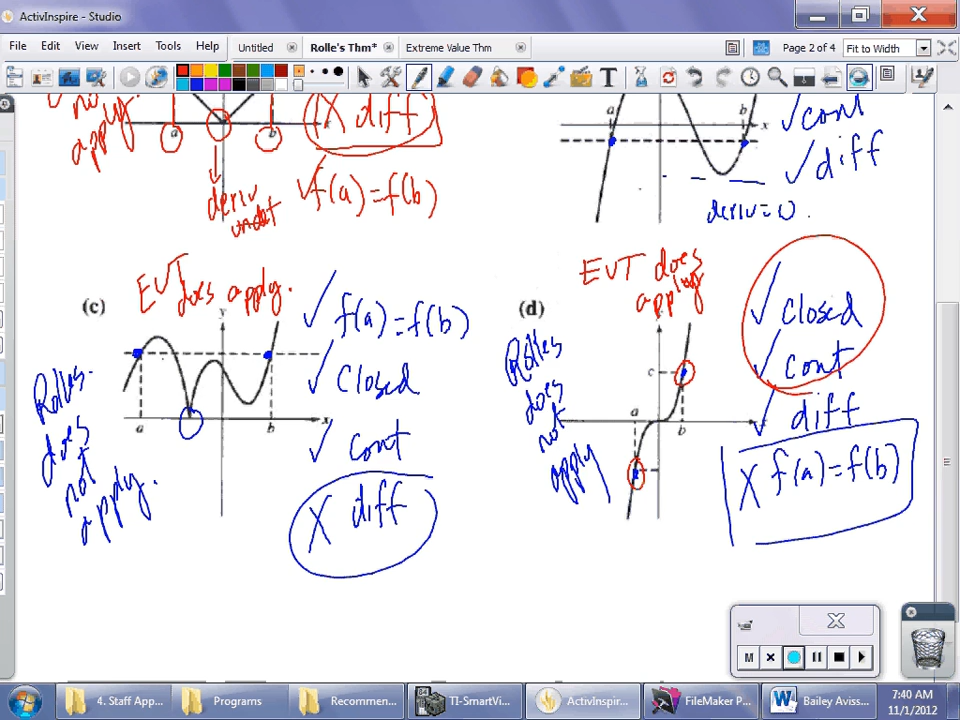 ActivInspire - Studio
File Edit View Insert Tools Help Untitled Rolle's Thm* Extreme Value Thm Page 2 of 4 Fit to Width
not
apply.
a
b
x
X diff
deriv
✓f(a)=f(b)
a
b
x
✓cont
✓diff
deriv=0.
(c)
EVT
does apply.
y
✓ f(a)=f(b)
✓ Closed
✓ cont
X diff
a
b
x
Rolles
does
not
apply.
(d)
EVT does
apply
y
✓ Closed
✓ cont
✓ diff
X f(a)=f(b)
c
a
b
Rolles
does
not
apply
M
4. Staff App... Programs Recommen... TI-SmartVi... ActivInspire... FileMaker P... Bailey Aviss... 7:40 AM
11/1/2012